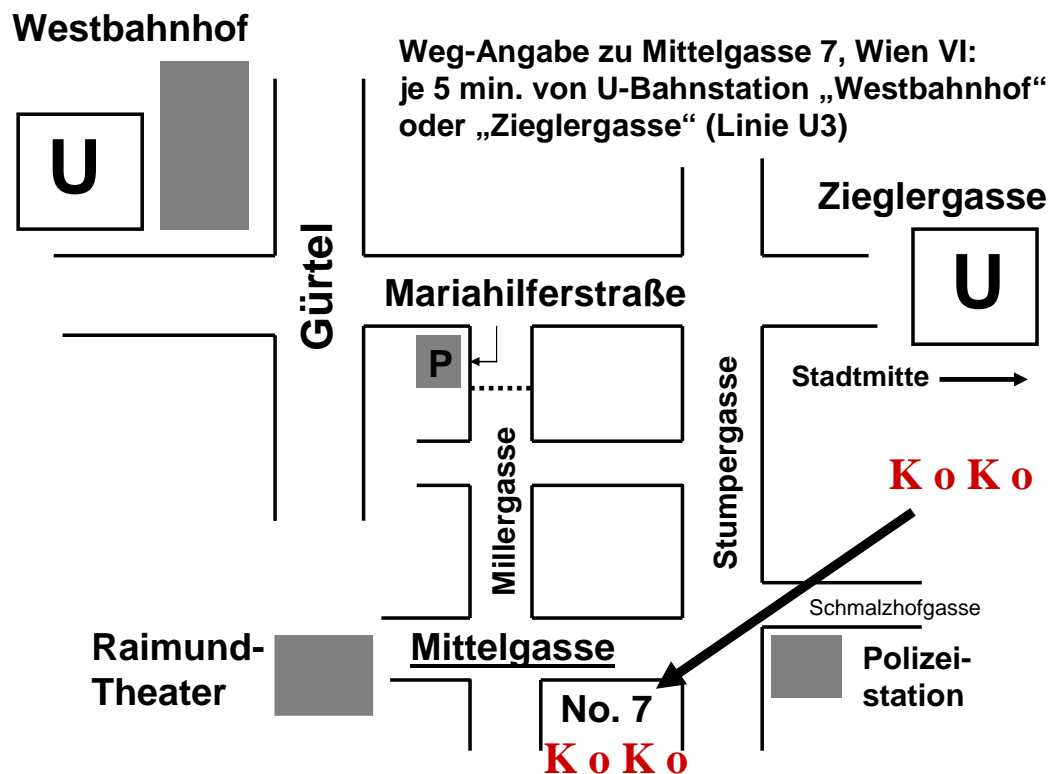 Westbahnhof
Weg-Angabe zu Mittelgasse 7, Wien VI:
je 5 min. von U-Bahnstation „Westbahnhof“
oder „Zieglergasse“ (Linie U3)
U
Zieglergasse
U
Gürtel
Mariahilferstraße
P
Stadtmitte
Millergasse
Stumpergasse
K o K o
Schmalzhofgasse
Raimund-
Theater
Mittelgasse
Polizei-
station
No. 7
K o K o